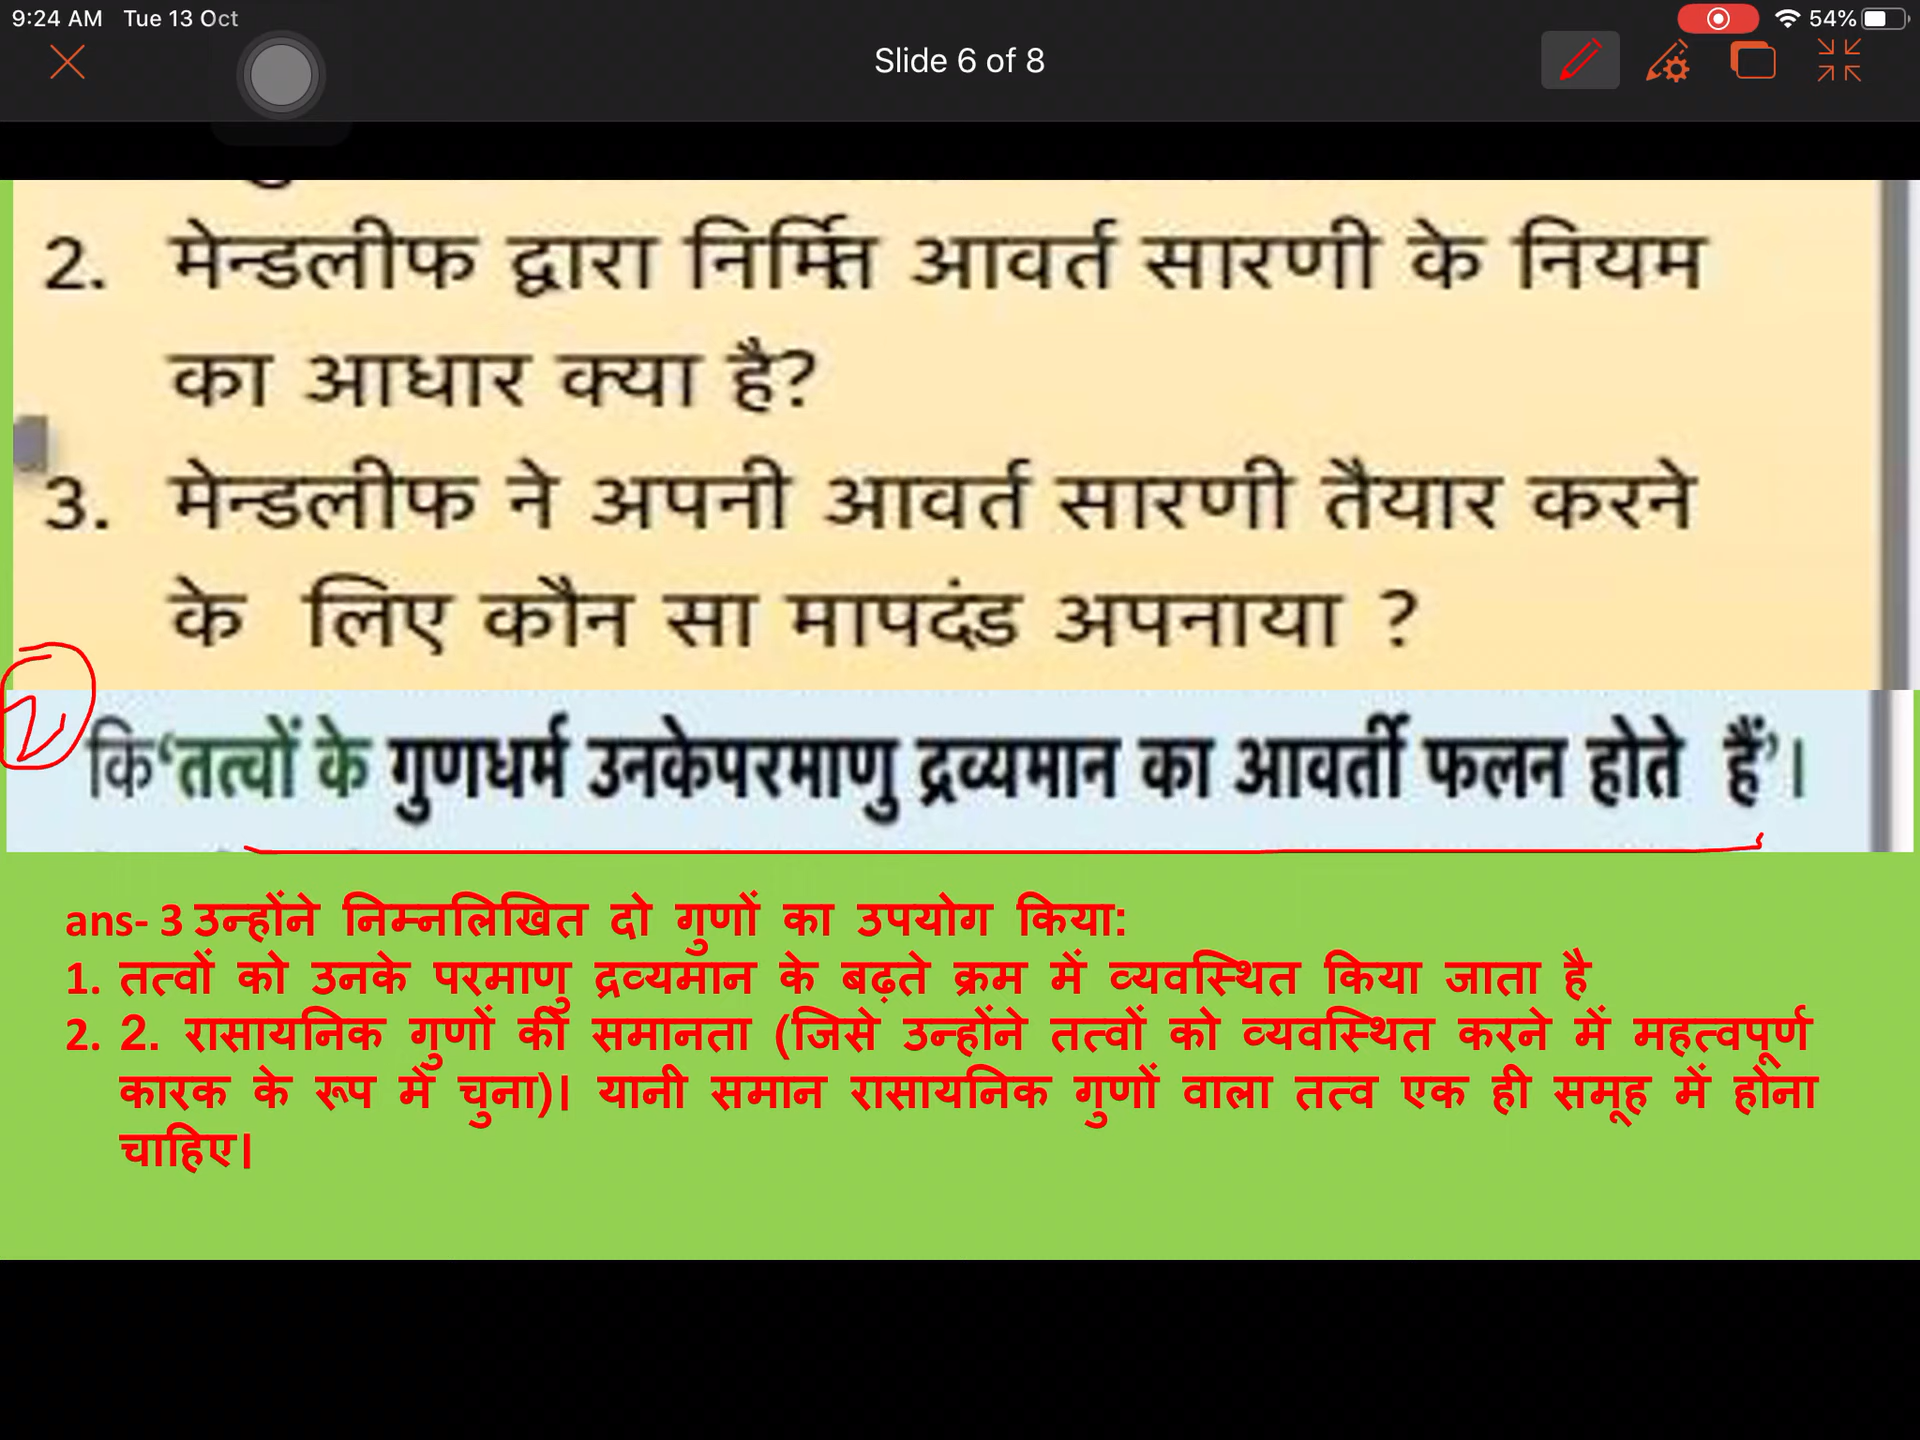 9:24 AM Tue 13 Oct
54%
Slide 6 of 8
2. मेन्डलीफ द्वारा निर्मित आवर्त सारणी के नियम
का आधार क्या है?
3. मेन्डलीफ ने अपनी आवर्त सारणी तैयार करने
के लिए कौन सा मापदंड अपनाया ?
2
कि‘तत्वों के गुणधर्म उनकेपरमाणु द्रव्यमान का आवर्ती फलन होते हैं’।
ans- 3 उन्होंने निम्नलिखित दो गुणों का उपयोग किया:
1. तत्वों को उनके परमाणु द्रव्यमान के बढ़ते क्रम में व्यवस्थित किया जाता है
2. 2. रासायनिक गुणों की समानता (जिसे उन्होंने तत्वों को व्यवस्थित करने में महत्वपूर्ण
कारक के रूप में चुना)। यानी समान रासायनिक गुणों वाला तत्व एक ही समूह में होना
चाहिए।